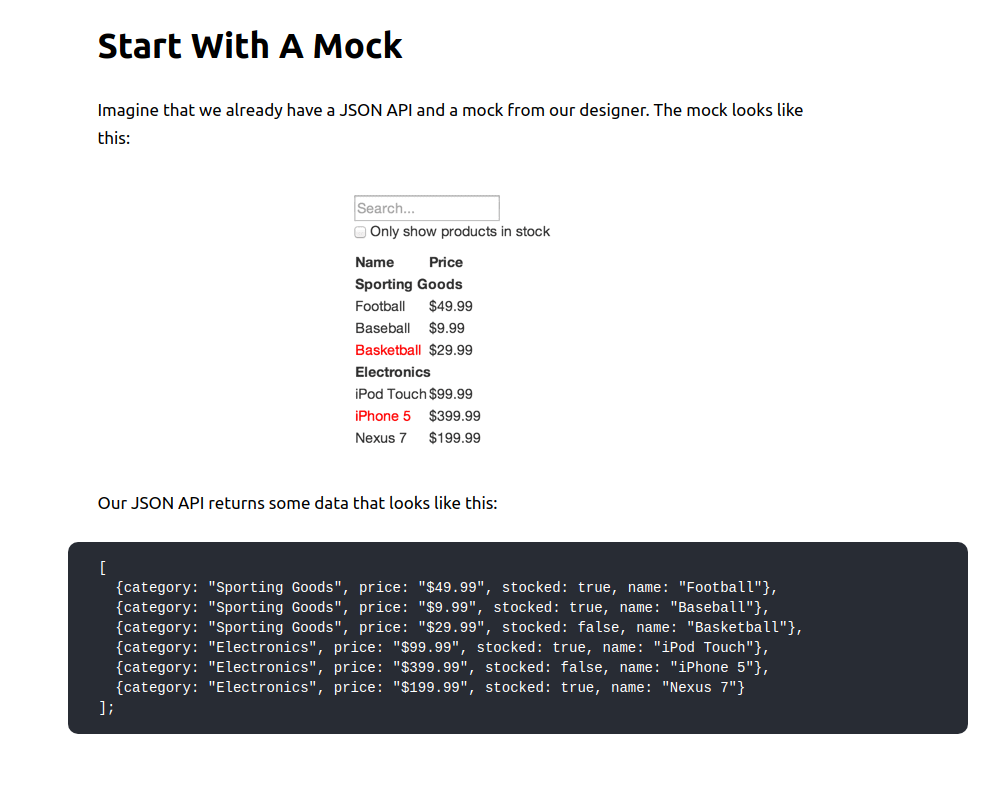 Start With A Mock
Imagine that we already have a JSON API and a mock from our designer. The mock looks like
this:
Search...
Only show products in stock
Name Price
Sporting Goods
Football $49.99
Baseball $9.99
Basketball $29.99
Electronics
iPod Touch $99.99
iPhone 5 $399.99
Nexus 7 $199.99
Our JSON API returns some data that looks like this:
[
  {category: "Sporting Goods", price: "$49.99", stocked: true, name: "Football"},
  {category: "Sporting Goods", price: "$9.99", stocked: true, name: "Baseball"},
  {category: "Sporting Goods", price: "$29.99", stocked: false, name: "Basketball"},
  {category: "Electronics", price: "$99.99", stocked: true, name: "iPod Touch"},
  {category: "Electronics", price: "$399.99", stocked: false, name: "iPhone 5"},
  {category: "Electronics", price: "$199.99", stocked: true, name: "Nexus 7"}
];